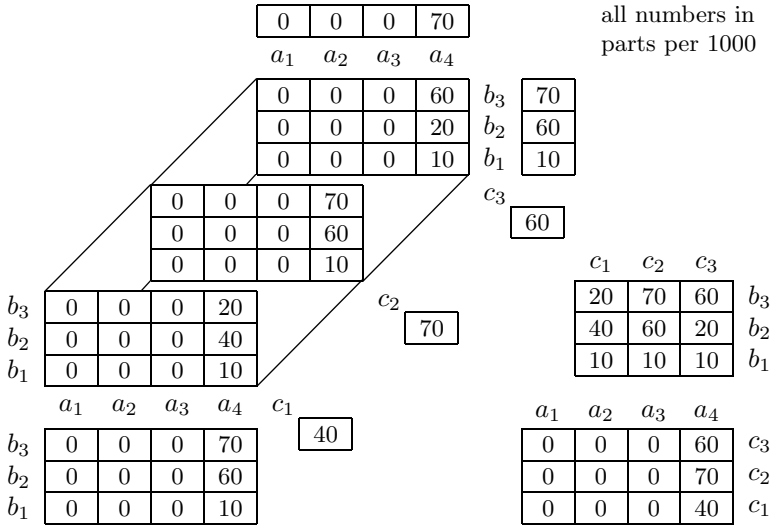 0 0 0 70 all numbers in
parts per 1000
a1 a2 a3 a4
0 0 0 60 b3 70
0 0 0 20 b2 60
0 0 0 10 b1 10
0 0 0 70 c3
0 0 0 60 60
0 0 0 10
c1 c2 c3
b3 0 0 0 20 c2 20 70 60 b3
b2 0 0 0 40 70 40 60 20 b2
b1 0 0 0 10 10 10 10 b1
a1 a2 a3 a4 c1 a1 a2 a3 a4
b3 0 0 0 70 40 0 0 0 60 c3
b2 0 0 0 60 0 0 0 70 c2
b1 0 0 0 10 0 0 0 40 c1